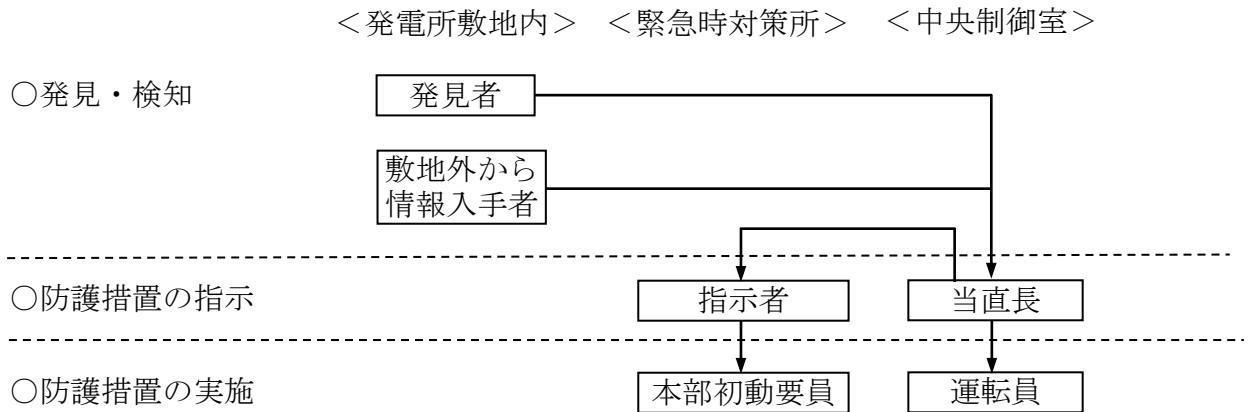 ＜発電所敷地内＞ ＜緊急時対策所＞ ＜中央制御室＞
○発見・検知 発見者
敷地外から
情報入手者
○防護措置の指示 指示者 当直長
○防護措置の実施 本部初動要員 運転員